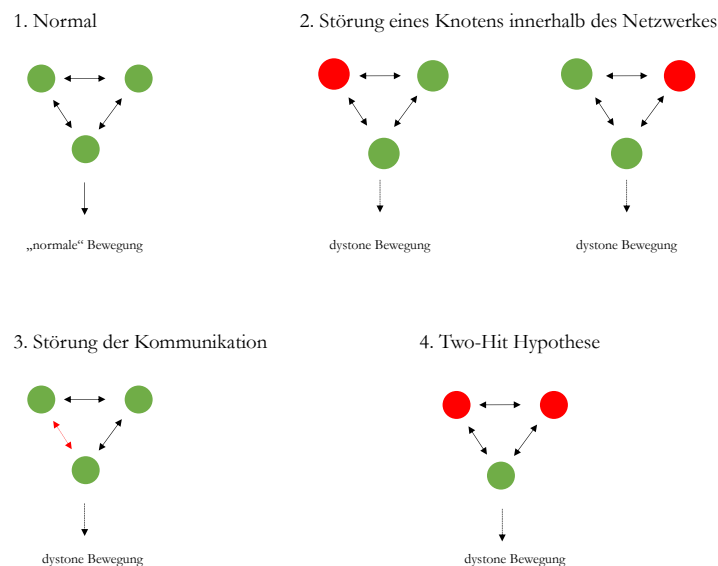 1. Normal
2. Störung eines Knotens innerhalb des Netzwerkes
„normale“ Bewegung
dystone Bewegung
dystone Bewegung
3. Störung der Kommunikation
4. Two-Hit Hypothese
dystone Bewegung
dystone Bewegung